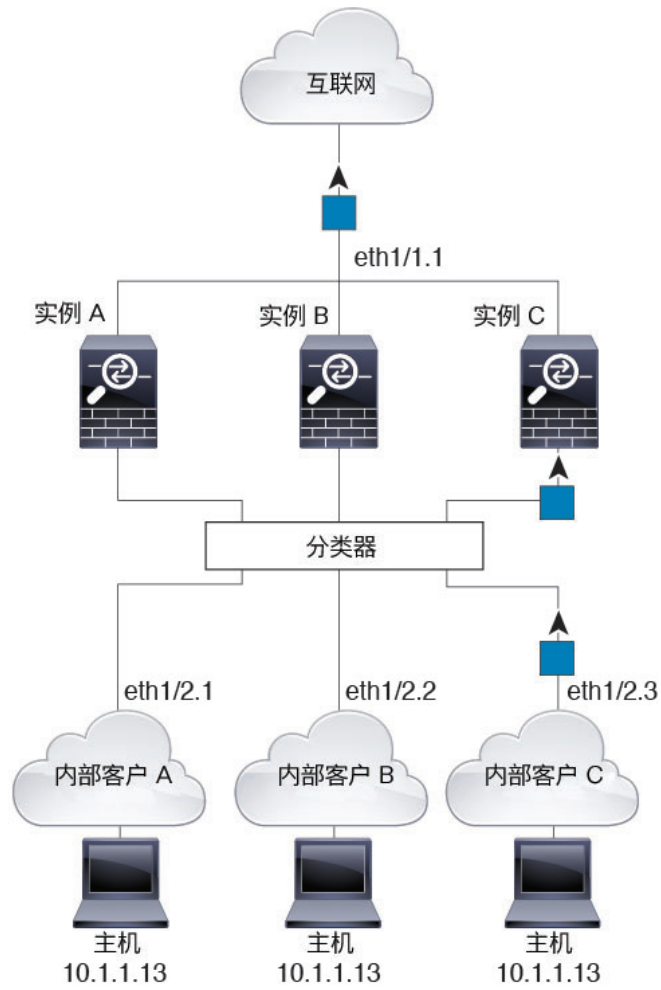 互联网
eth1/1.1
实例 A
实例 B
实例 C
分类器
eth1/2.1
eth1/2.2
eth1/2.3
内部客户 A
内部客户 B
内部客户 C
主机
10.1.1.13
主机
10.1.1.13
主机
10.1.1.13